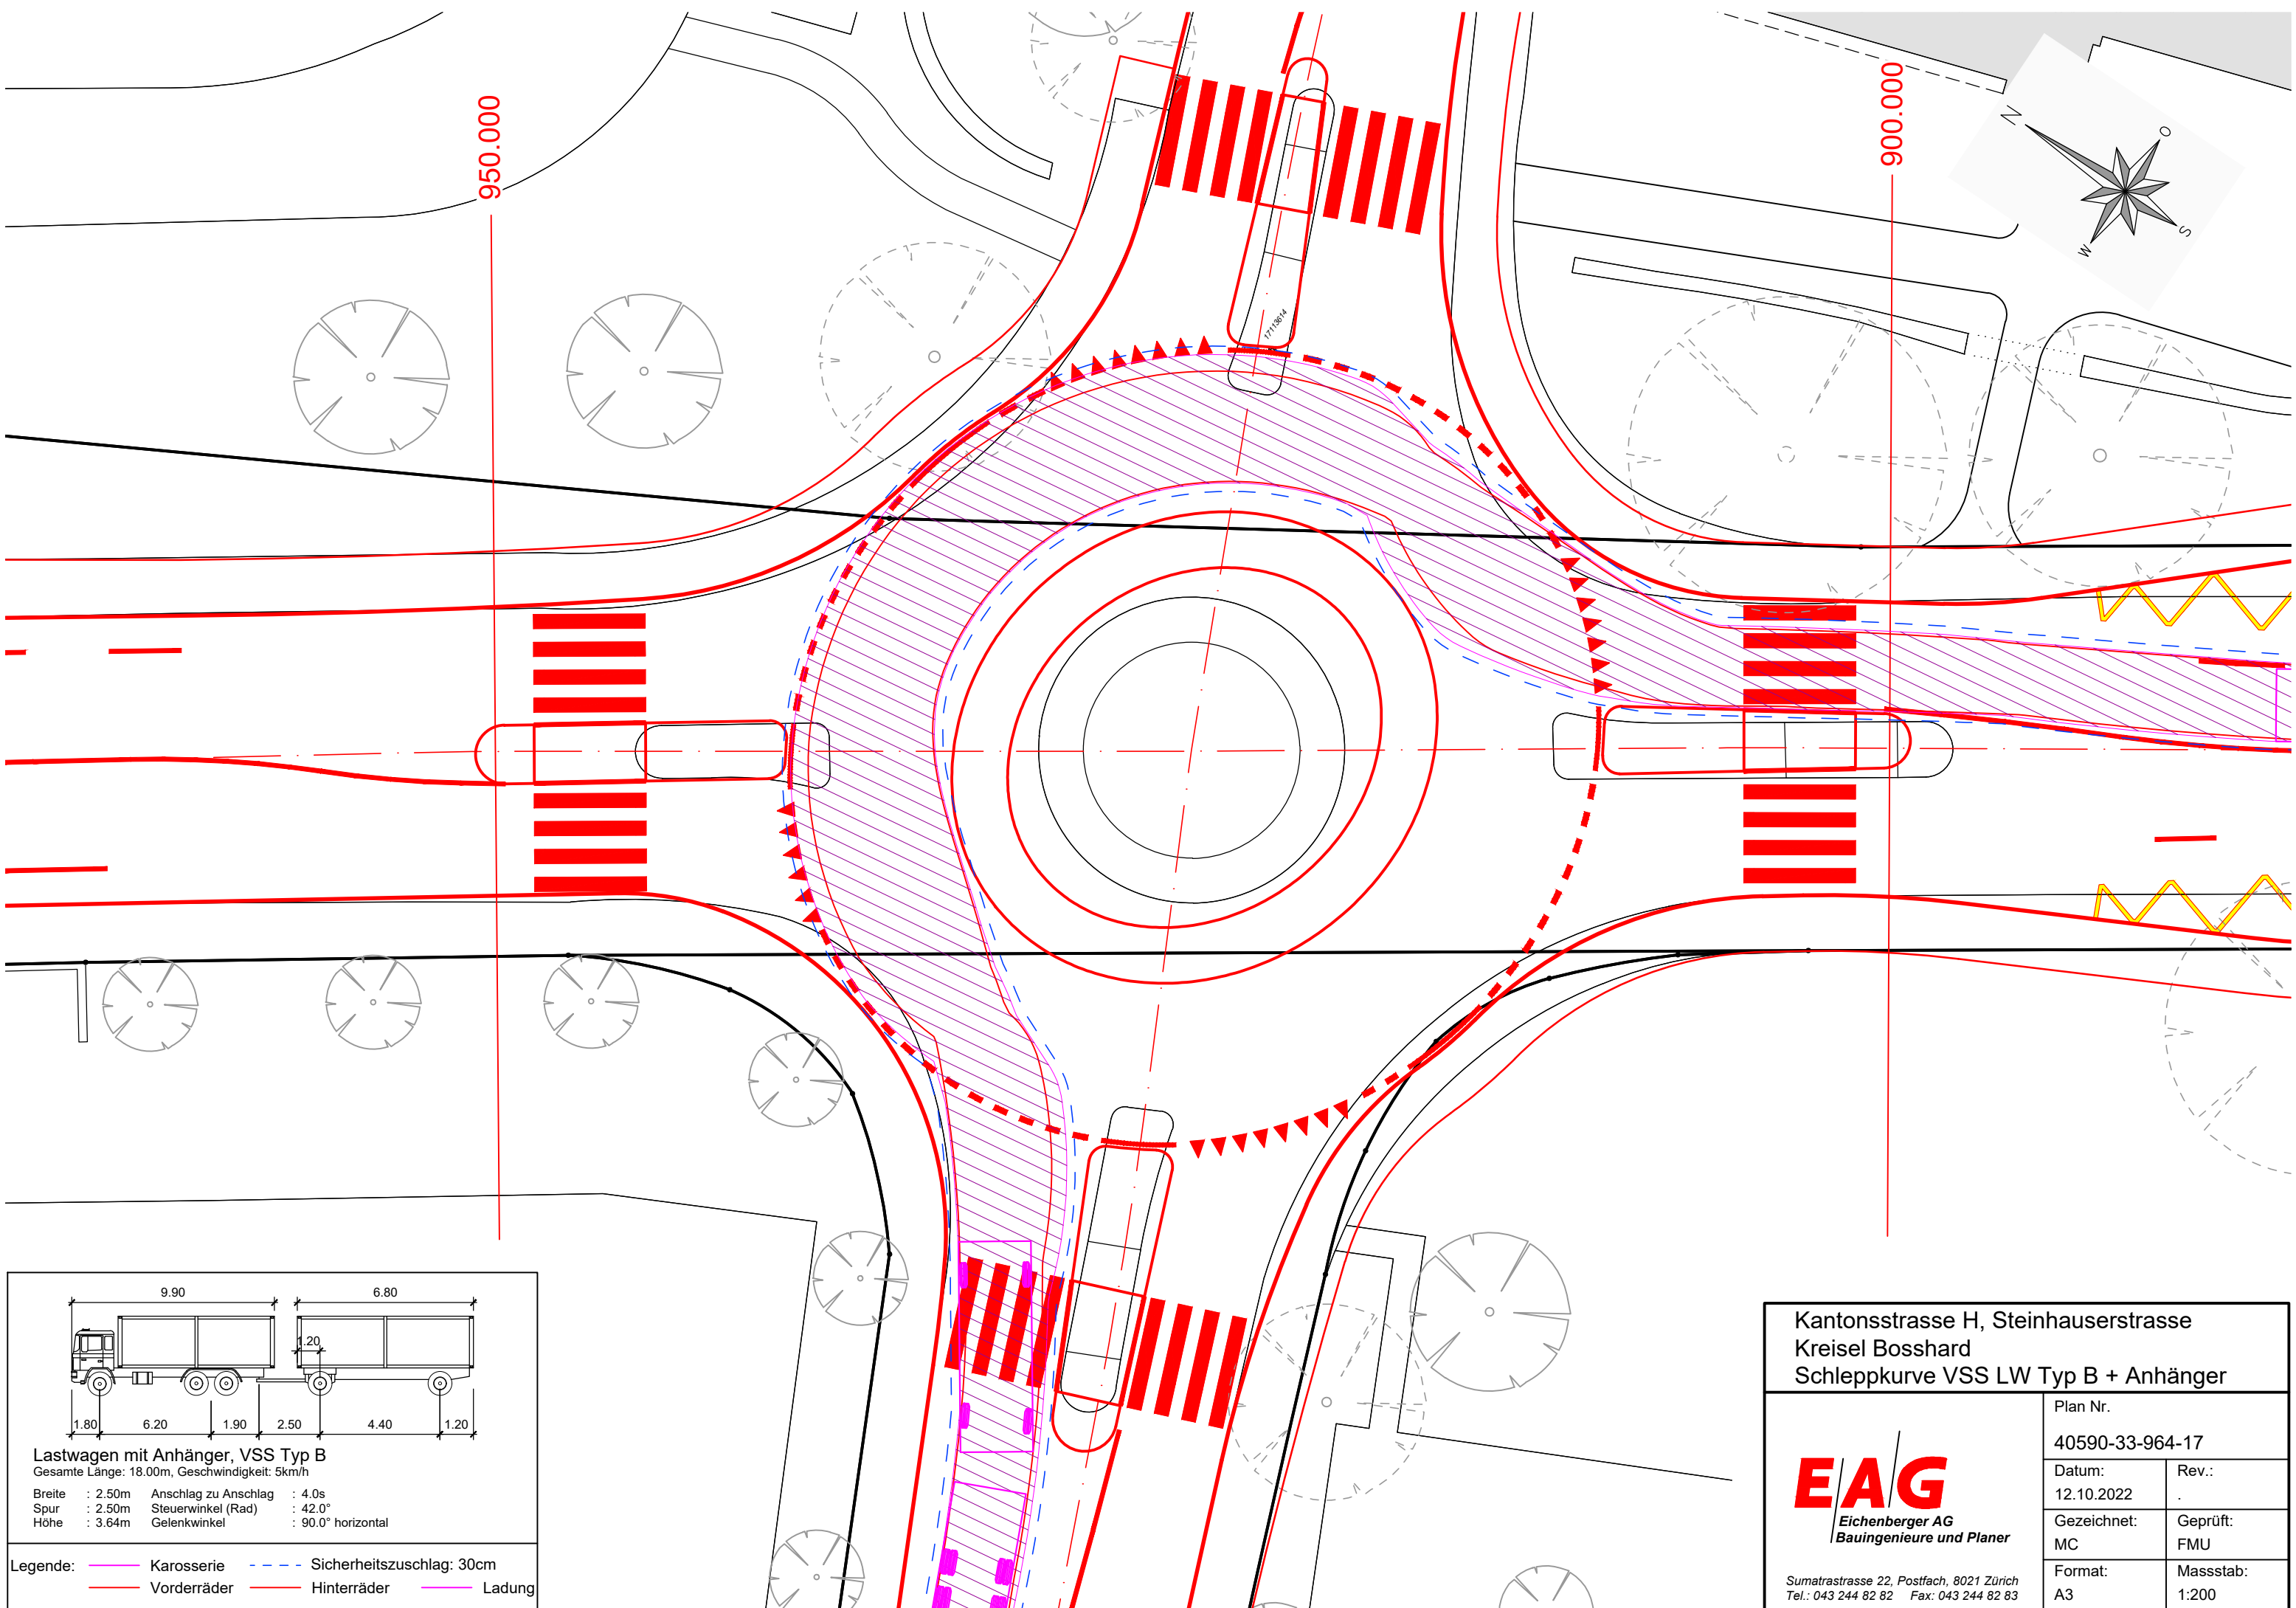 950.000
900.000
N
O
S
W
17113614
9.90
6.80
1.20
1.80
6.20
1.90
2.50
4.40
1.20
Lastwagen mit Anhänger, VSS Typ B
Gesamte Länge: 18.00m, Geschwindigkeit: 5km/h
Breite : 2.50m Anschlag zu Anschlag : 4.0s
Spur : 2.50m Steuerwinkel (Rad) : 42.0°
Höhe : 3.64m Gelenkwinkel : 90.0° horizontal
Legende: Karosserie Sicherheitszuschlag: 30cm
Vorderräder Hinterräder Ladung
Kantonsstrasse H, Steinhauserstrasse
Kreisel Bosshard
Schleppkurve VSS LW Typ B + Anhänger
EAG
Eichenberger AG
Bauingenieure und Planer
Sumatrastrasse 22, Postfach, 8021 Zürich
Tel.: 043 244 82 82 Fax: 043 244 82 83
Plan Nr.
40590-33-964-17
Datum: Rev.:
12.10.2022 .
Gezeichnet: Geprüft:
MC FMU
Format: Massstab:
A3 1:200